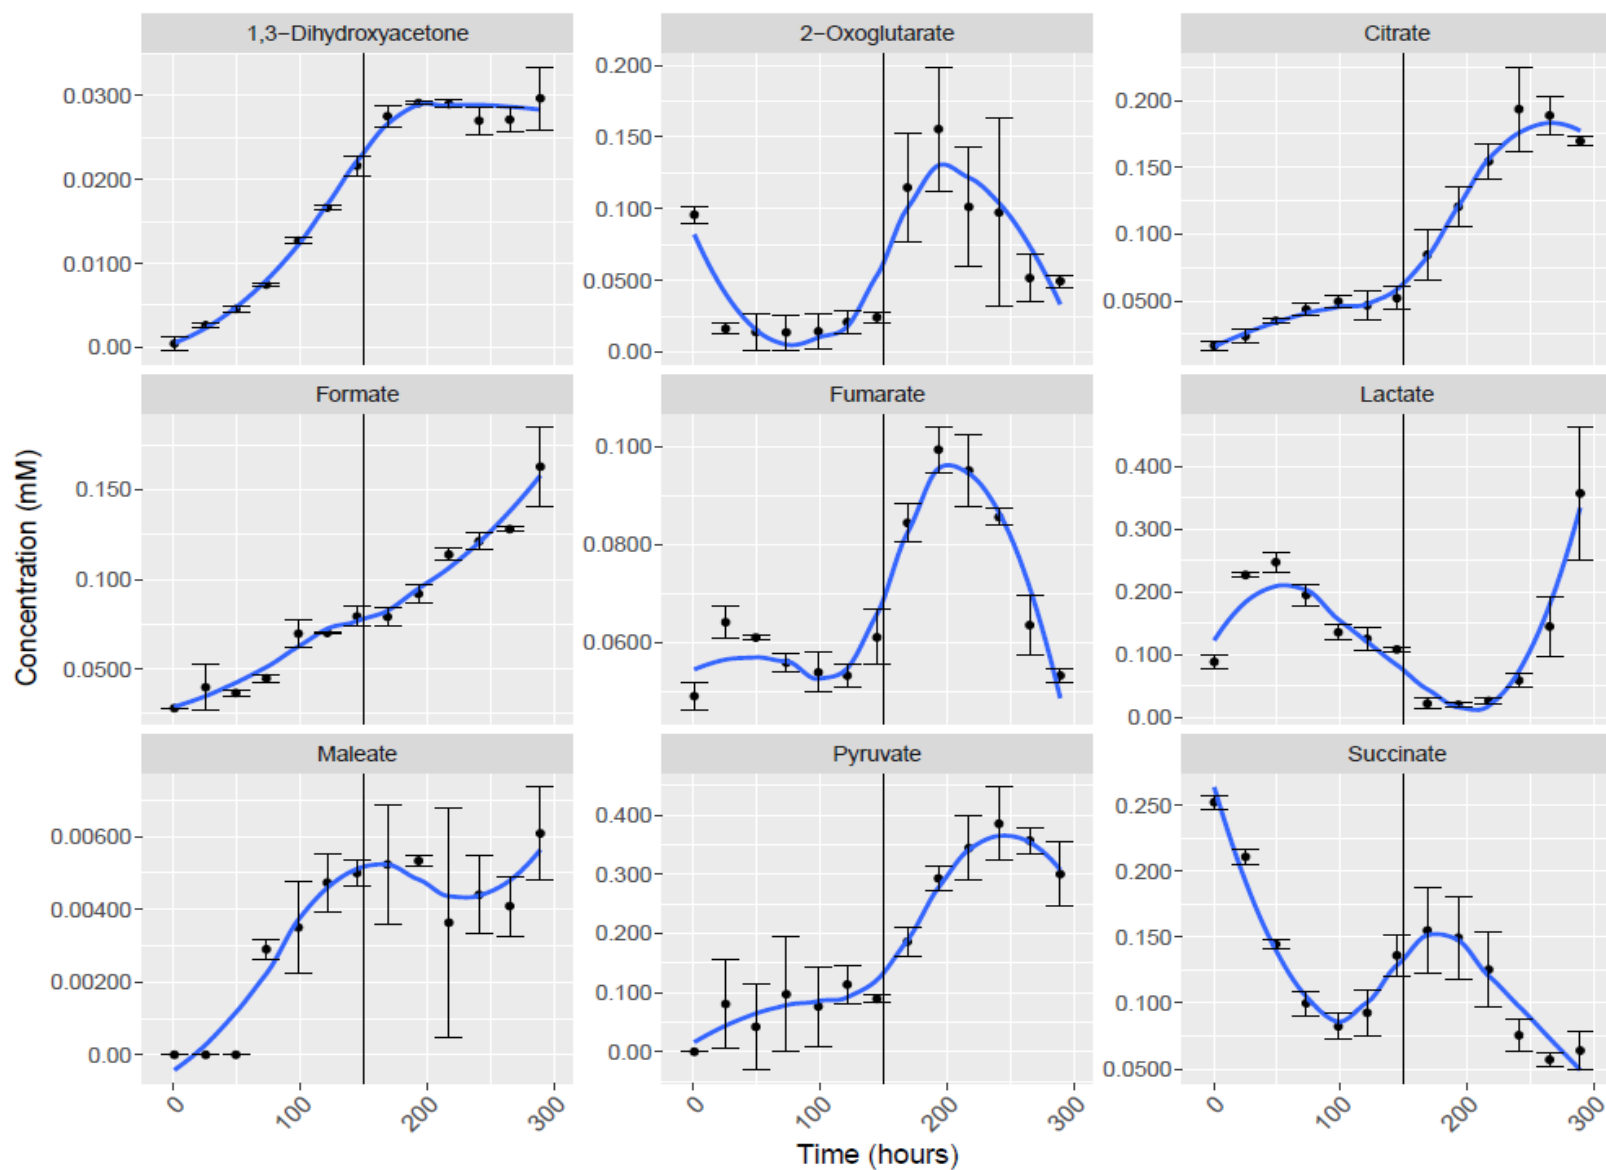 1,3−Dihydroxyacetone
2−Oxoglutarate
Citrate
0.0300
0.0200
0.0100
0.00
0.200
0.150
0.100
0.0500
0.00
0.200
0.150
0.100
0.0500
Formate
Fumarate
Lactate
0.150
0.100
0.0500
0.100
0.0800
0.0600
0.400
0.300
0.200
0.100
0.00
Maleate
Pyruvate
Succinate
0.00600
0.00400
0.00200
0.00
0.400
0.300
0.200
0.100
0.00
0.250
0.200
0.150
0.100
0.0500
0 100 200 300
0 100 200 300
0 100 200 300
Concentration (mM)
Time (hours)